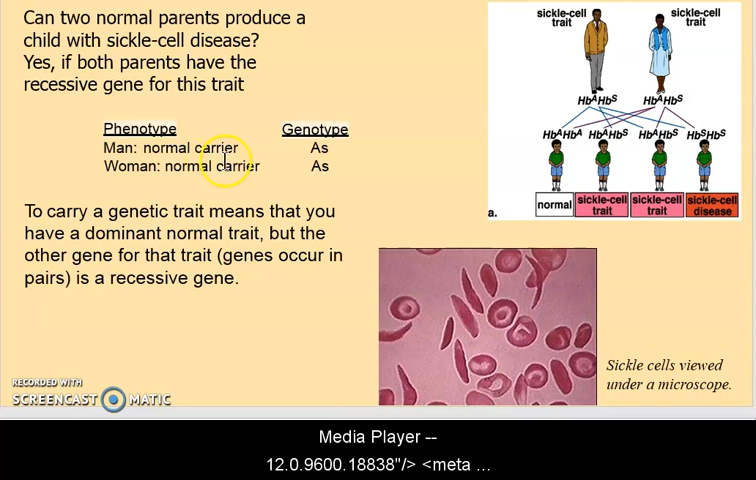 Can two normal parents produce a
child with sickle-cell disease?
Yes, if both parents have the
recessive gene for this trait
Phenotype Genotype
Man: normal carrier As
Woman: normal carrier As
To carry a genetic trait means that you
have a dominant normal trait, but the
other gene for that trait (genes occur in
pairs) is a recessive gene.
sickle-cell trait
sickle-cell trait
HbAHbS HbAHbS
HbAHbA HbAHbS HbAHbS HbSHbS
normal
sickle-cell trait
sickle-cell trait
sickle-cell disease
a.
Sickle cells viewed
under a microscope.
RECORDED WITH
SCREENCAST MATIC
Media Player --
12.0.9600.18838"/> <meta ...